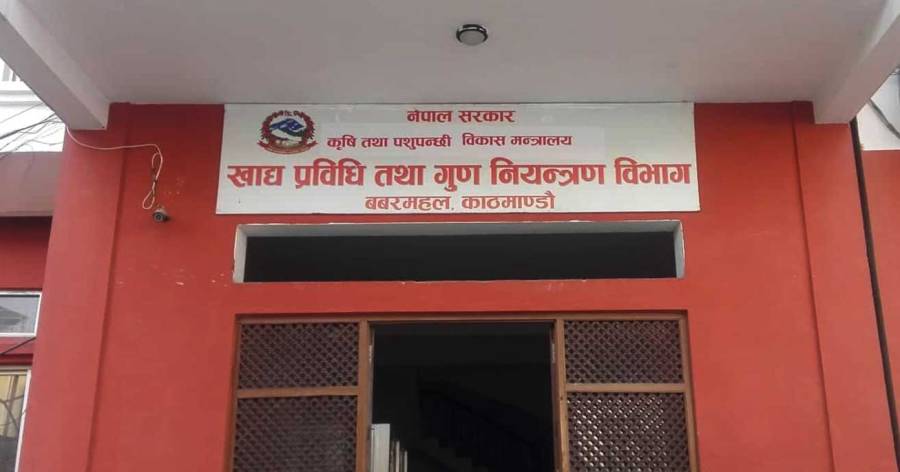 नेपाल सरकार
कृषि तथा पशुपन्छी विकास मन्त्रालय
खाद्य प्रविधि तथा गुण नियन्त्रण विभाग
बबरमहल, काठमाण्डौ